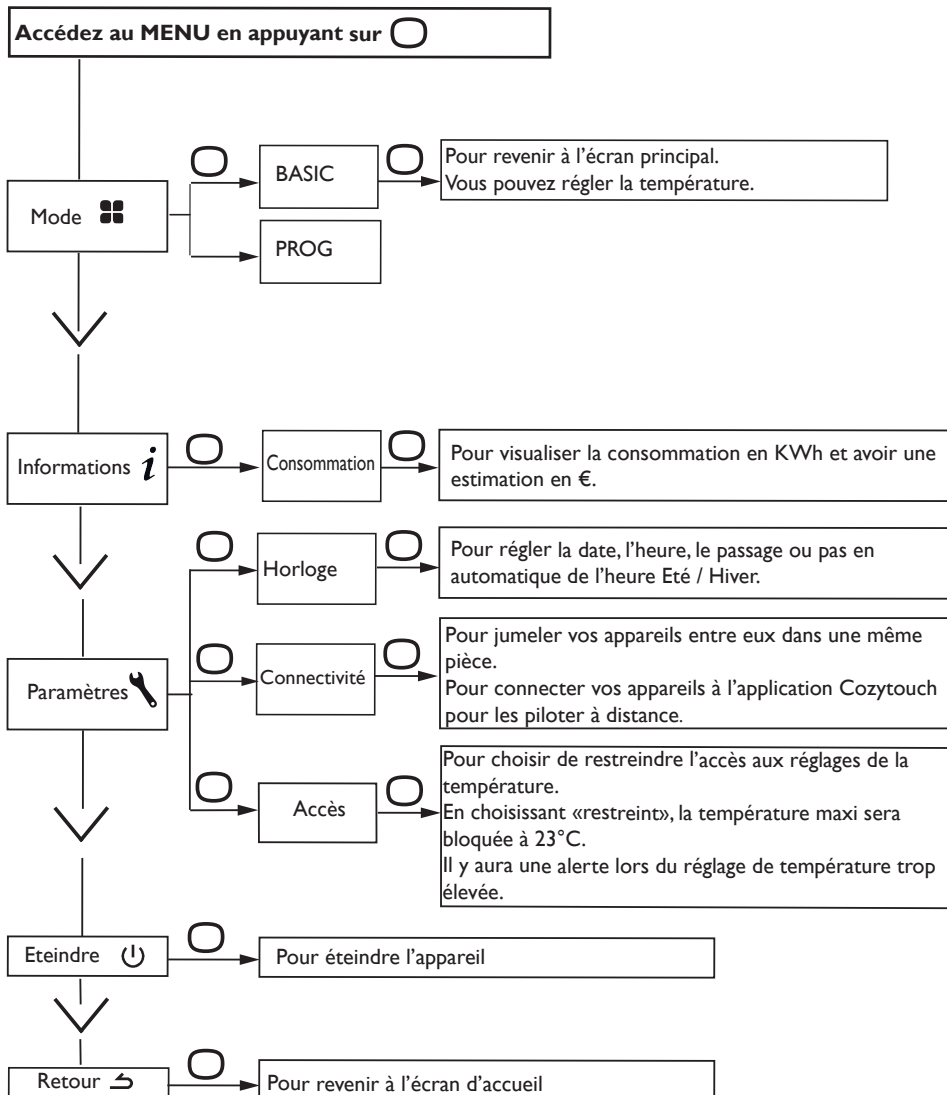 Accédez au MENU en appuyant sur
BASIC
Pour revenir à l’écran principal.
Vous pouvez régler la température.
Mode
PROG
Informations i
Consommation
Pour visualiser la consommation en KWh et avoir une
estimation en €.
Horloge
Pour régler la date, l’heure, le passage ou pas en
automatique de l’heure Eté / Hiver.
Paramètres
Connectivité
Pour jumeler vos appareils entre eux dans une même
pièce.
Pour connecter vos appareils à l’application Cozytouch
pour les piloter à distance.
Accès
Pour choisir de restreindre l’accès aux réglages de la
température.
En choisissant «restreint», la température maxi sera
bloquée à 23°C.
Il y aura une alerte lors du réglage de température trop
élevée.
Eteindre
Pour éteindre l’appareil
Retour
Pour revenir à l’écran d’accueil